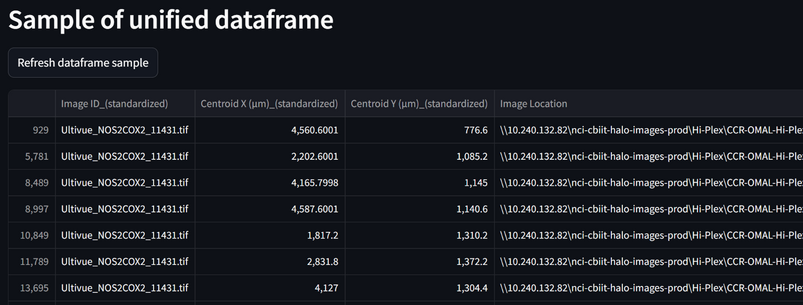 Sample of unified dataframe
Refresh dataframe sample
Image ID_(standardized) Centroid X (µm)_(standardized) Centroid Y (µm)_(standardized) Image Location
929 Ultivue_NOS2COX2_11431.tif 4,560.6001 776.6 \\10.240.132.82\nci-cbiit-halo-images-prod\Hi-Plex\CCR-OMAL-Hi-Ple
5,781 Ultivue_NOS2COX2_11431.tif 2,202.6001 1,085.2 \\10.240.132.82\nci-cbiit-halo-images-prod\Hi-Plex\CCR-OMAL-Hi-Ple
8,489 Ultivue_NOS2COX2_11431.tif 4,165.7998 1,145 \\10.240.132.82\nci-cbiit-halo-images-prod\Hi-Plex\CCR-OMAL-Hi-Ple
8,997 Ultivue_NOS2COX2_11431.tif 4,587.6001 1,140.6 \\10.240.132.82\nci-cbiit-halo-images-prod\Hi-Plex\CCR-OMAL-Hi-Ple
10,849 Ultivue_NOS2COX2_11431.tif 1,817.2 1,310.2 \\10.240.132.82\nci-cbiit-halo-images-prod\Hi-Plex\CCR-OMAL-Hi-Ple
11,789 Ultivue_NOS2COX2_11431.tif 2,831.8 1,372.2 \\10.240.132.82\nci-cbiit-halo-images-prod\Hi-Plex\CCR-OMAL-Hi-Ple
13,695 Ultivue_NOS2COX2_11431.tif 4,127 1,304.4 \\10.240.132.82\nci-cbiit-halo-images-prod\Hi-Plex\CCR-OMAL-Hi-Ple